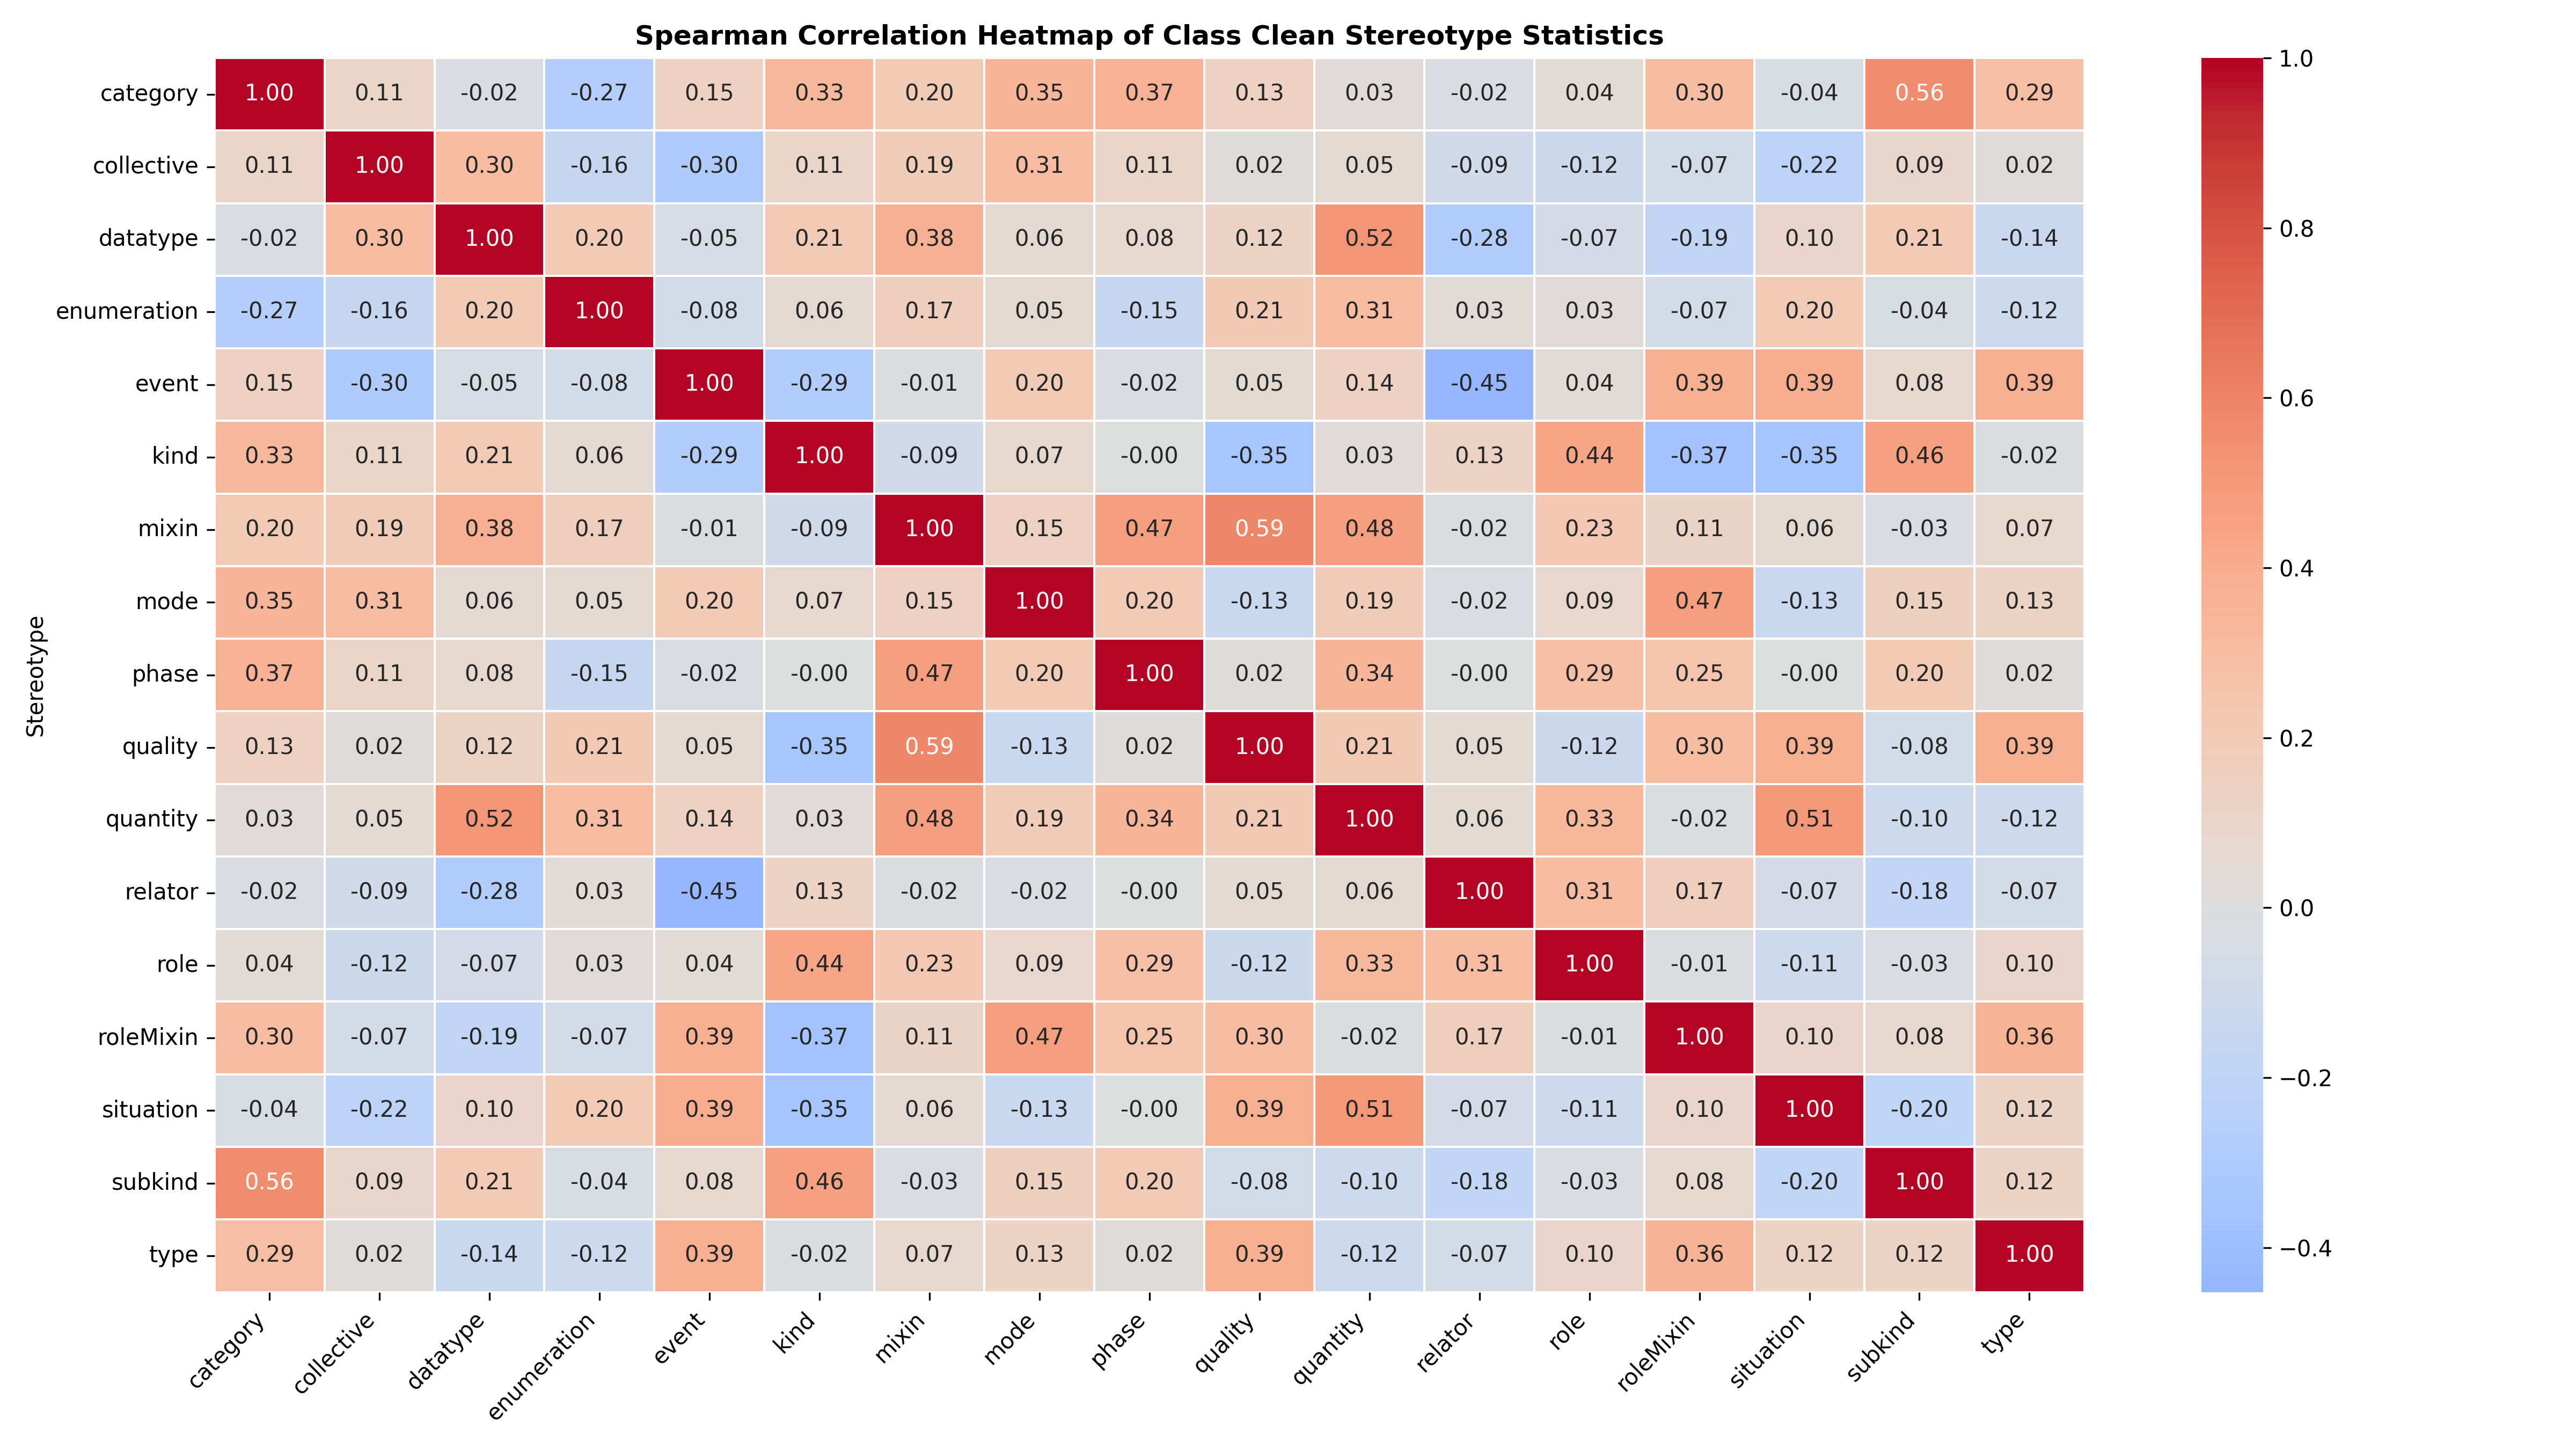 Spearman Correlation Heatmap of Class Clean Stereotype Statistics
category 1.00 0.11 -0.02 -0.27 0.15 0.33 0.20 0.35 0.37 0.13 0.03 -0.02 0.04 0.30 -0.04 0.56 0.29
collective 0.11 1.00 0.30 -0.16 -0.30 0.11 0.19 0.31 0.11 0.02 0.05 -0.09 -0.12 -0.07 -0.22 0.09 0.02
datatype -0.02 0.30 1.00 0.20 -0.05 0.21 0.38 0.06 0.08 0.12 0.52 -0.28 -0.07 -0.19 0.10 0.21 -0.14
enumeration -0.27 -0.16 0.20 1.00 -0.08 0.06 0.17 0.05 -0.15 0.21 0.31 0.03 0.03 -0.07 0.20 -0.04 -0.12
event 0.15 -0.30 -0.05 -0.08 1.00 -0.29 -0.01 0.20 -0.02 0.05 0.14 -0.45 0.04 0.39 0.39 0.08 0.39
kind 0.33 0.11 0.21 0.06 -0.29 1.00 -0.09 0.07 -0.00 -0.35 0.03 0.13 0.44 -0.37 -0.35 0.46 -0.02
mixin 0.20 0.19 0.38 0.17 -0.01 -0.09 1.00 0.15 0.47 0.59 0.48 -0.02 0.23 0.11 0.06 -0.03 0.07
mode 0.35 0.31 0.06 0.05 0.20 0.07 0.15 1.00 0.20 -0.13 0.19 -0.02 0.09 0.47 -0.13 0.15 0.13
phase 0.37 0.11 0.08 -0.15 -0.02 -0.00 0.47 0.20 1.00 0.02 0.34 -0.00 0.29 0.25 -0.00 0.20 0.02
quality 0.13 0.02 0.12 0.21 0.05 -0.35 0.59 -0.13 0.02 1.00 0.21 0.05 -0.12 0.30 0.39 -0.08 0.39
quantity 0.03 0.05 0.52 0.31 0.14 0.03 0.48 0.19 0.34 0.21 1.00 0.06 0.33 -0.02 0.51 -0.10 -0.12
relator -0.02 -0.09 -0.28 0.03 -0.45 0.13 -0.02 -0.02 -0.00 0.05 0.06 1.00 0.31 0.17 -0.07 -0.18 -0.07
role 0.04 -0.12 -0.07 0.03 0.04 0.44 0.23 0.09 0.29 -0.12 0.33 0.31 1.00 -0.01 -0.11 -0.03 0.10
roleMixin 0.30 -0.07 -0.19 -0.07 0.39 -0.37 0.11 0.47 0.25 0.30 -0.02 0.17 -0.01 1.00 0.10 0.08 0.36
situation -0.04 -0.22 0.10 0.20 0.39 -0.35 0.06 -0.13 -0.00 0.39 0.51 -0.07 -0.11 0.10 1.00 -0.20 0.12
subkind 0.56 0.09 0.21 -0.04 0.08 0.46 -0.03 0.15 0.20 -0.08 -0.10 -0.18 -0.03 0.08 -0.20 1.00 0.12
type 0.29 0.02 -0.14 -0.12 0.39 -0.02 0.07 0.13 0.02 0.39 -0.12 -0.07 0.10 0.36 0.12 0.12 1.00
category collective datatype enumeration event kind mixin mode phase quality quantity relator role roleMixin situation subkind type
Stereotype
1.0
0.8
0.6
0.4
0.2
0.0
−0.2
−0.4